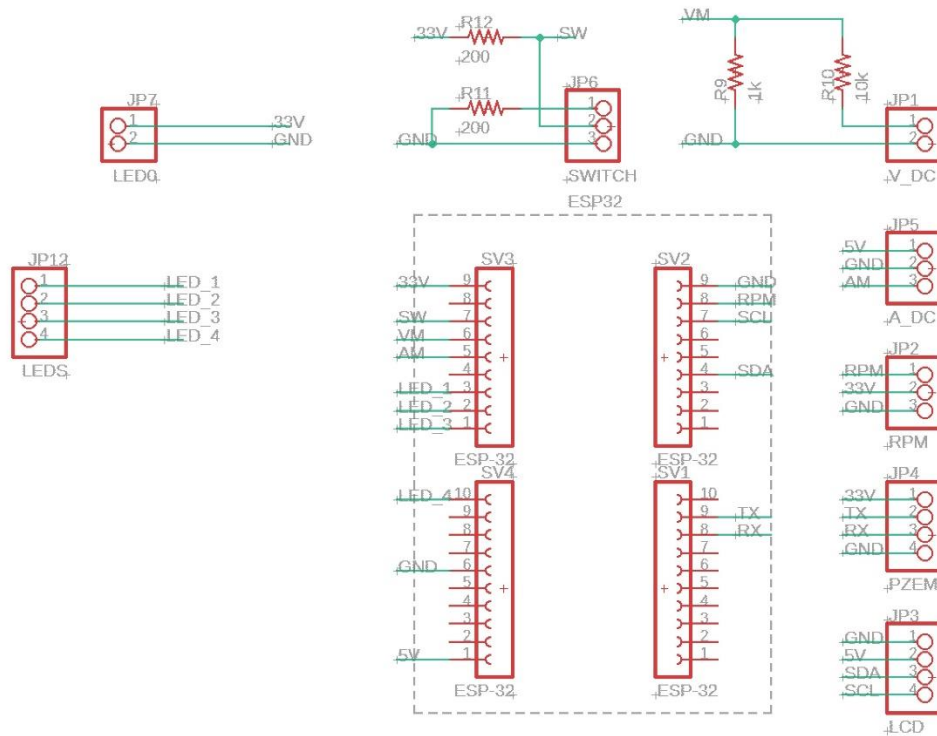 R12
33V
SW
200
VM
R9
1k
R10
10k
JP7
1
33V
2
GND
LED0
R11
200
JP6
1
2
3
GND
SWITCH
GND
JP1
1
2
V_DC
ESP32
JP12
1
LED_1
2
LED_2
3
LED_3
4
LED_4
LEDS
SV3
33V 9
8
SW 7
VM 6
AM 5
4
LED_1 3
LED_2 2
LED_3 1
ESP-32
SV2
9 GND
8 RPM
7 SCL
6
5
4 SDA
3
2
1
ESP-32
SV4
LED_4 10
9
8
7
GND 6
5
4
3
2
5V 1
ESP-32
SV1
10
9 TX
8 RX
7
6
5
4
3
2
1
ESP-32
JP5
5V 1
GND 2
AM 3
A_DC
JP2
RPM 1
33V 2
GND 3
RPM
JP4
33V 1
TX 2
RX 3
GND 4
PZEM
JP3
GND 1
5V 2
SDA 3
SCL 4
LCD